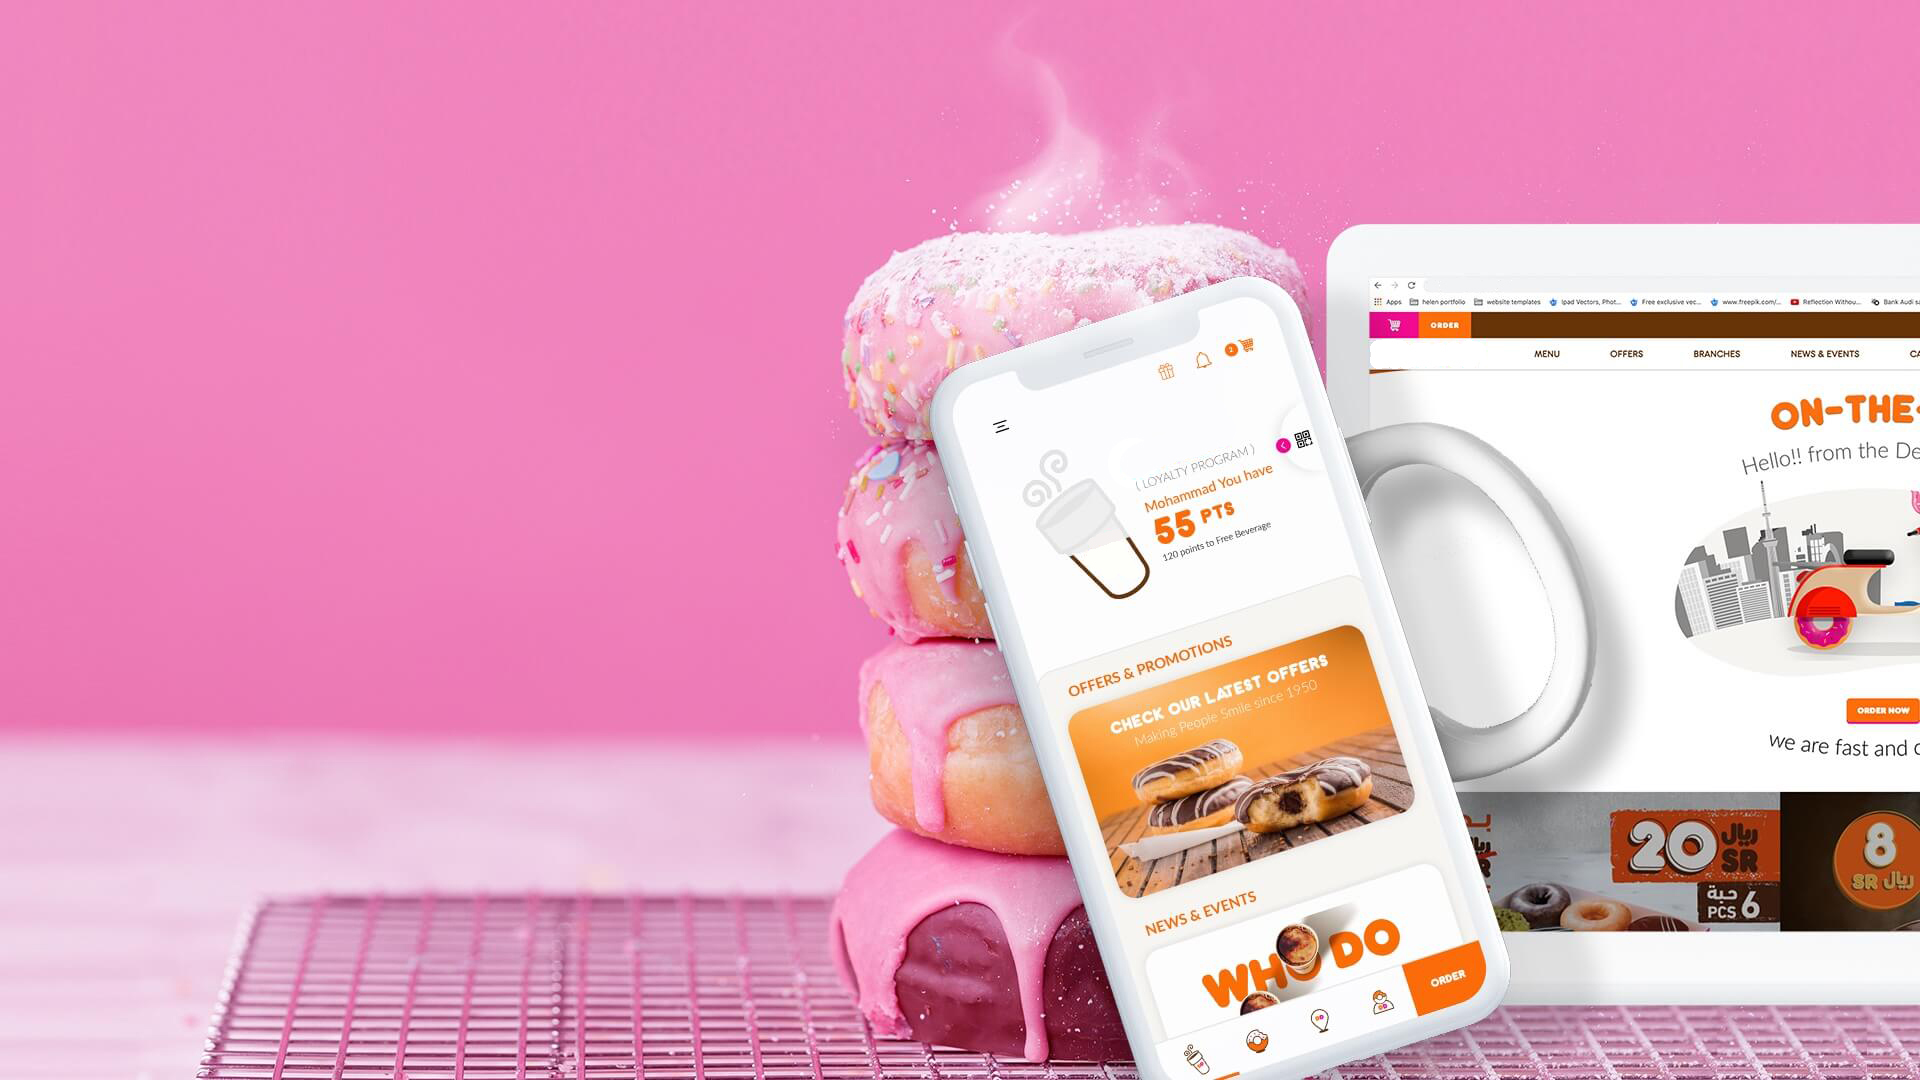 ( LOYALTY PROGRAM )
Mohammad You have
55 PTS
120 points to Free Beverage
OFFERS & PROMOTIONS
CHECK OUR LATEST OFFERS
Making People Smile since 1950
NEWS & EVENTS
WHO DO
ORDER
2
Apps helen portfolio website templates Ipad Vectors, Phot... Free exclusive vec... www.freepik.com/... Reflection Withou... Bank Audi
ORDER
MENU OFFERS BRANCHES NEWS & EVENTS
ON-THE-
Hello!! from the De
ORDER NOW
we are fast and
20 ريال
SR
حبة
PCS 6
8
SR ريال